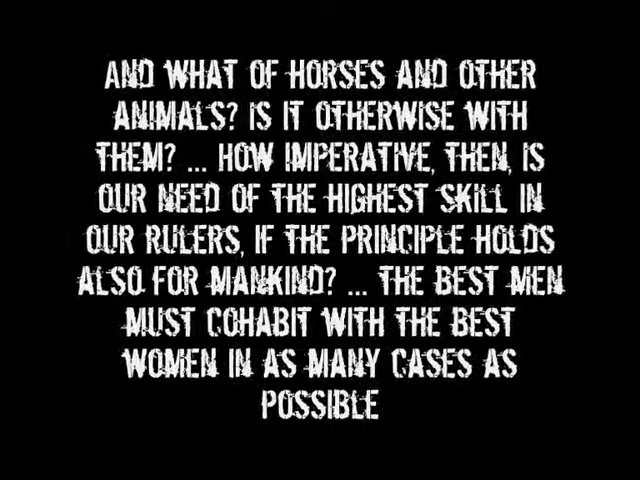 AND WHAT OF HORSES AND OTHER
ANIMALS? IS IT OTHERWISE WITH
THEM? ... HOW IMPERATIVE, THEN, IS
OUR NEED OF THE HIGHEST SKILL IN
OUR RULERS, IF THE PRINCIPLE HOLDS
ALSO FOR MANKIND? ... THE BEST MEN
MUST COHABIT WITH THE BEST
WOMEN IN AS MANY CASES AS
POSSIBLE